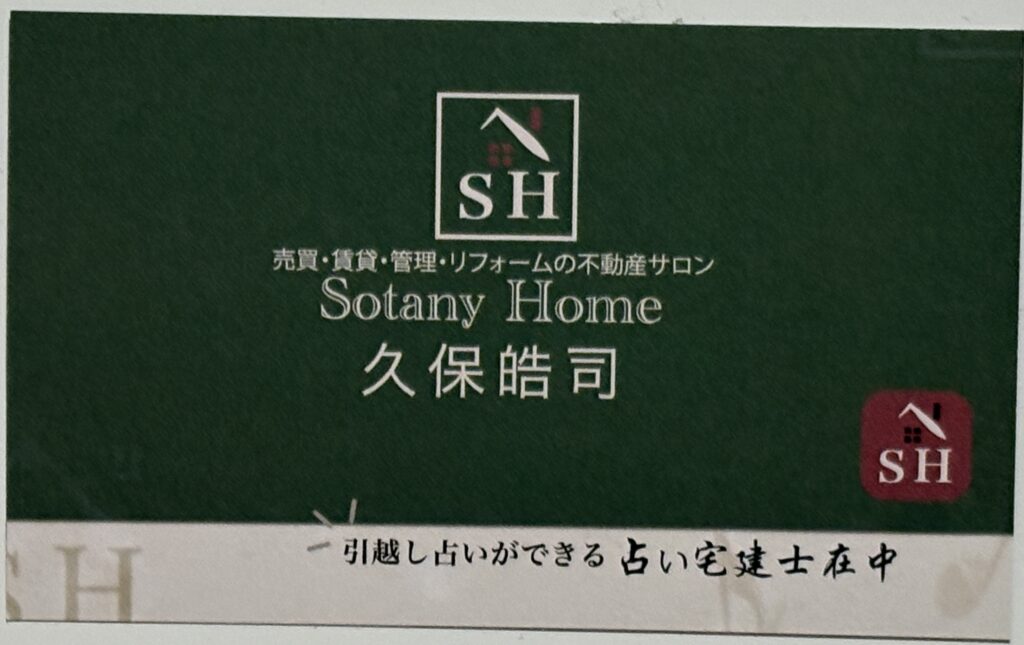 SH
売買・賃貸・管理・リフォームの不動産サロン
Sotany Home
久保皓司
SH
引越し占いができる 占い宅建士在中
SH